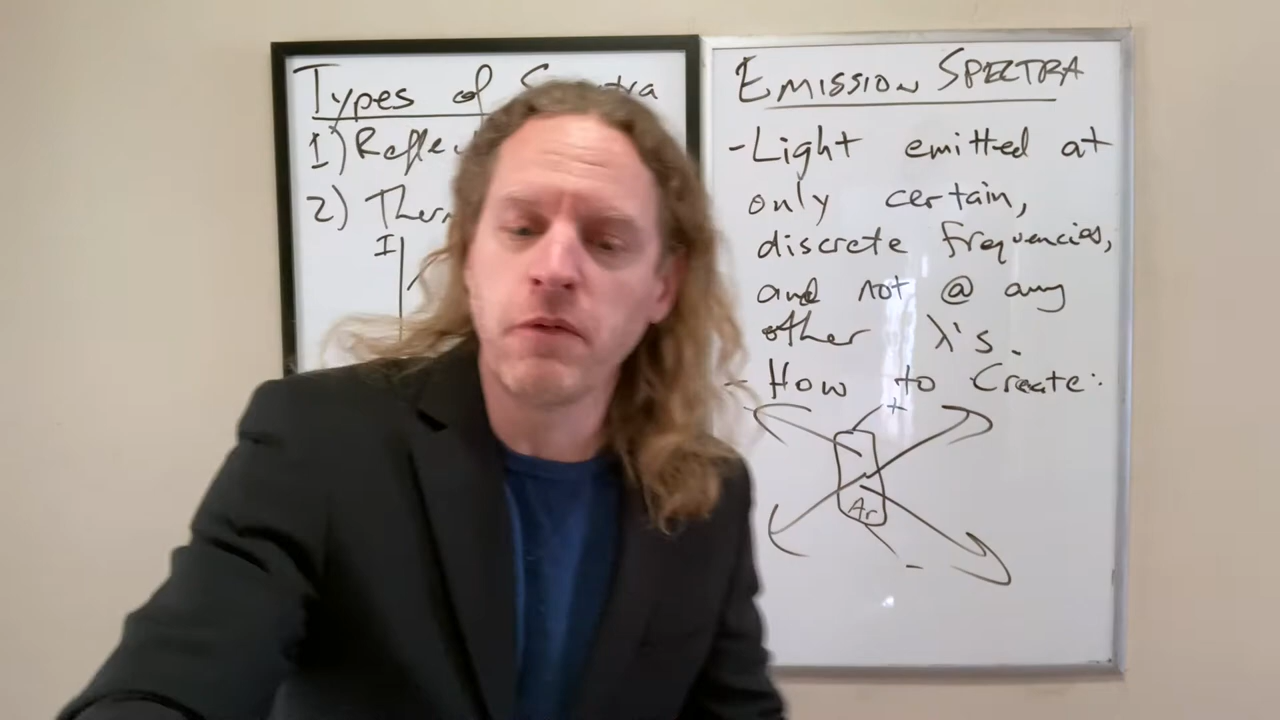 Types of
1) Refle
2) Ther
I
EMISSION SPECTRA
-Light emitted at
only certain,
discrete frequencies,
and not @ any
other λ's.
- How to Create:
+
Ar
-